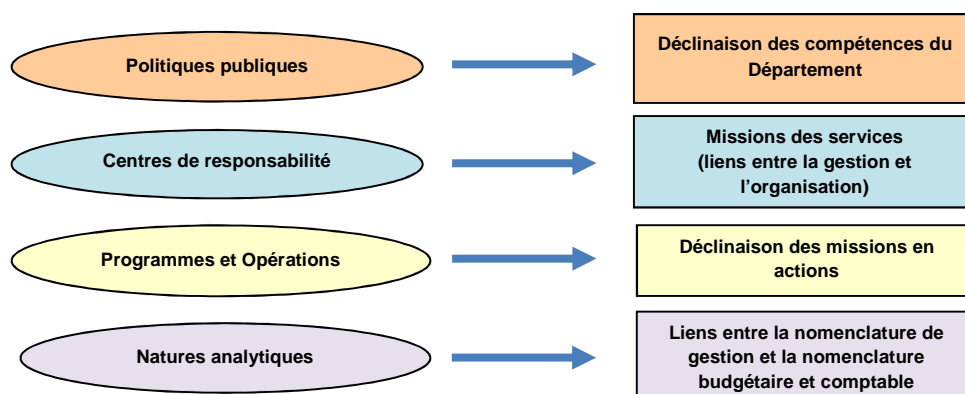 Politiques publiques
Déclinaison des compétences du
Département
Centres de responsabilité
Missions des services
(liens entre la gestion et
l'organisation)
Programmes et Opérations
Déclinaison des missions en
actions
Natures analytiques
Liens entre la nomenclature de
gestion et la nomenclature
budgétaire et comptable